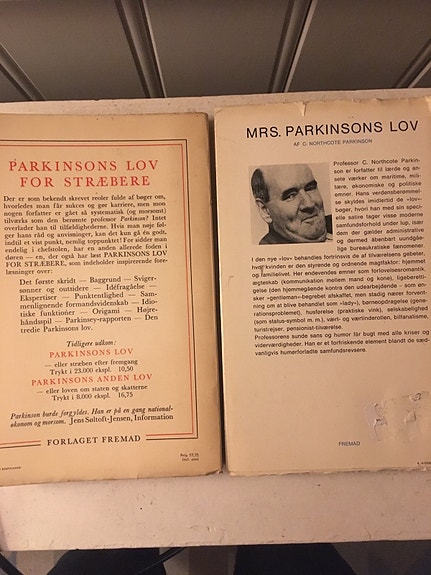 PARKINSONS LOV
FOR STRÆBERE
Der er som bekendt skrevet reoler fulde af bøger om,
hvorledes man får sukces og gør karriere, men mon
nogen forfatter er gået så systematisk (og morsomt)
tilværks som den berømte professor Parkinson? Intet
overlader han til tilfældighederne. Hvis man nøje føl-
ger hans råd og anvisninger, kan det kun gå én god,
indtil et vist punkt, nemlig toppunktet! For sidder man
endelig i chefstolen, har en anden allerede foden i
døren — en, der også har læst PARKINSONS LOV
FOR STRÆBERE, som indeholder inspirerende fore-
læsninger over:
Det første skridt — Baggrund — Sviger-
sønner og outsidere — Idéfragåelse —
Ekspertiser — Punktentlighed — Sam-
menlignende formandsvidenskab — Idio-
tiske funktioner — Origami — Højre-
håndsspil — Parkinsey-rapporten — Den
tredie Parkinsons lov.
Tidligere udkom:
PARKINSONS LOV
— eller stræben efter fremgang
Trykt i 23.000 ekspl. 10,50
PARKINSONS ANDEN LOV
— eller loven om staten og skatterne
Trykt i 8.000 ekspl. 16,75
Parkinson burde forgyldes. Han er på en gang national-
økonom og morsom. Jens Søltoft-Jensen, Information
FORLAGET FREMAD
MRS. PARKINSONS LOV
AF C. NORTHCOTE PARKINSON
Professor C. Northcote Parkin-
son er forfatter til lærde og an-
sete værker om maritime, mili-
tære, økonomiske og politiske
emner. Hans verdensberømmel-
se skyldes imidlertid de »lov«-
bøger, hvori han med sin speci-
elle satire tager visse moderne
samfundsforhold under lup, især
dem der gælder administrative
og dermed åbenbart uundgåe-
lige bureaukratiske fænomener.
I den nye »lov« behandles fortrinsvis de af tilværelsens gebeter,
hvor kvinden er den styrende og ordnende magtfaktor: hjemmet
og familielivet. Her endevendes emner som forlovelsesromantik,
ægteskab (kommunikation mellem mand og kone), ligeberetti-
gelse (den hjemmegående kontra den udearbejdende – som en-
sker »gentleman«-begrebet afskaffet, men stadig nærer forvent-
ning om at blive behandlet som »lady«), børneopdragelse (gene-
rationsproblemet), husførelse (praktiske vink), selskabelighed
(som status-symbol m. m.), vært- og værtinderollen, bilfanatisme,
turistrejser, pensionist-tilværelse.
Professorens sunde sans og humør får bugt med alle kriser og
viderværdigheder. Han er et forfriskende element blandt de sæd-
vanligvis humørforladte samfundsrevsere.
FREMAD